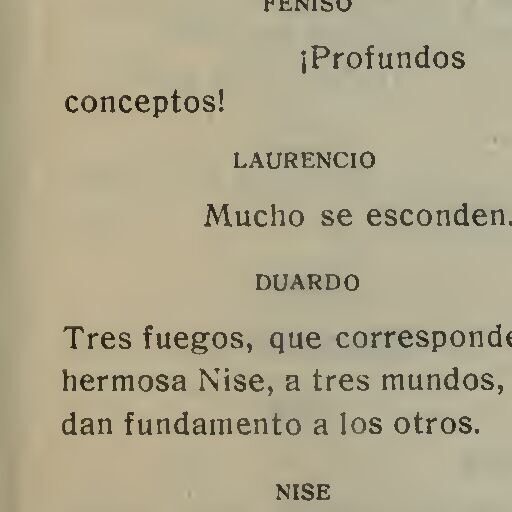 FENISO
¡Profundos
conceptos!
LAURENCIO
Mucho se esconden.
DUARDO
Tres fuegos, que corresponde
hermosa Nise, a tres mundos,
dan fundamento a los otros.
NISE